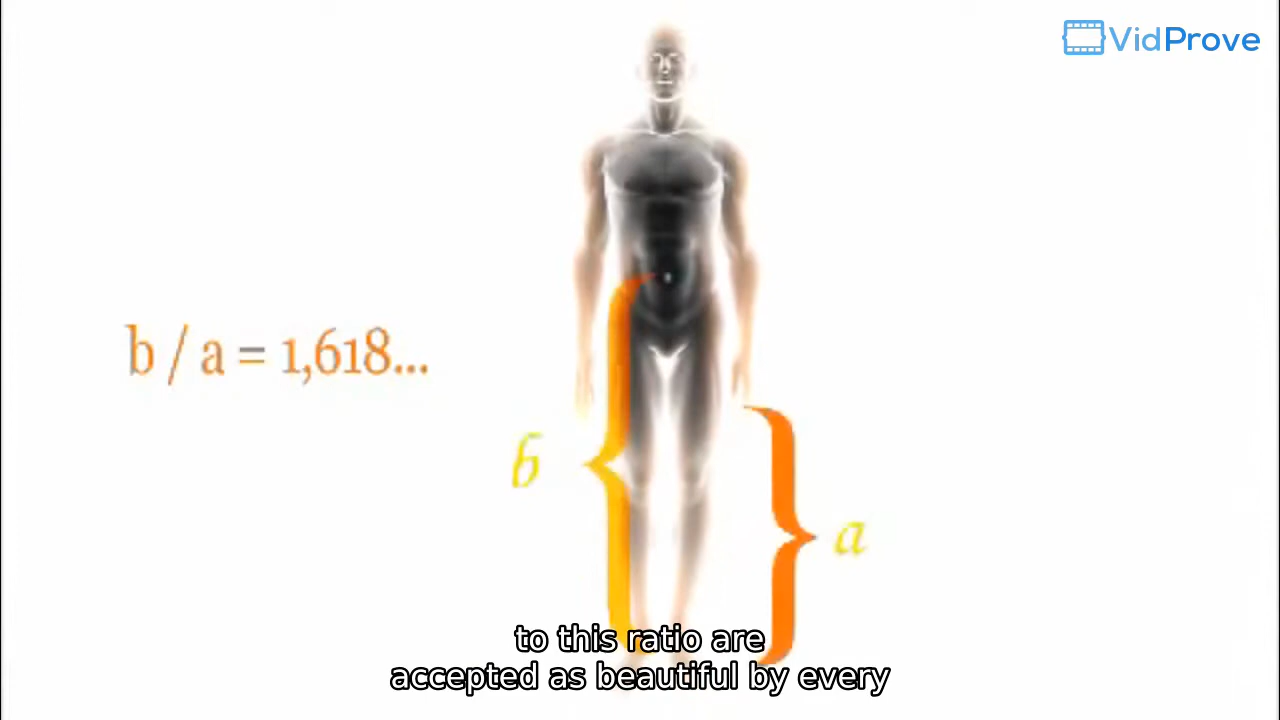 VidProve
b / a = 1,618...
b
a
to this ratio are
accepted as beautiful by every